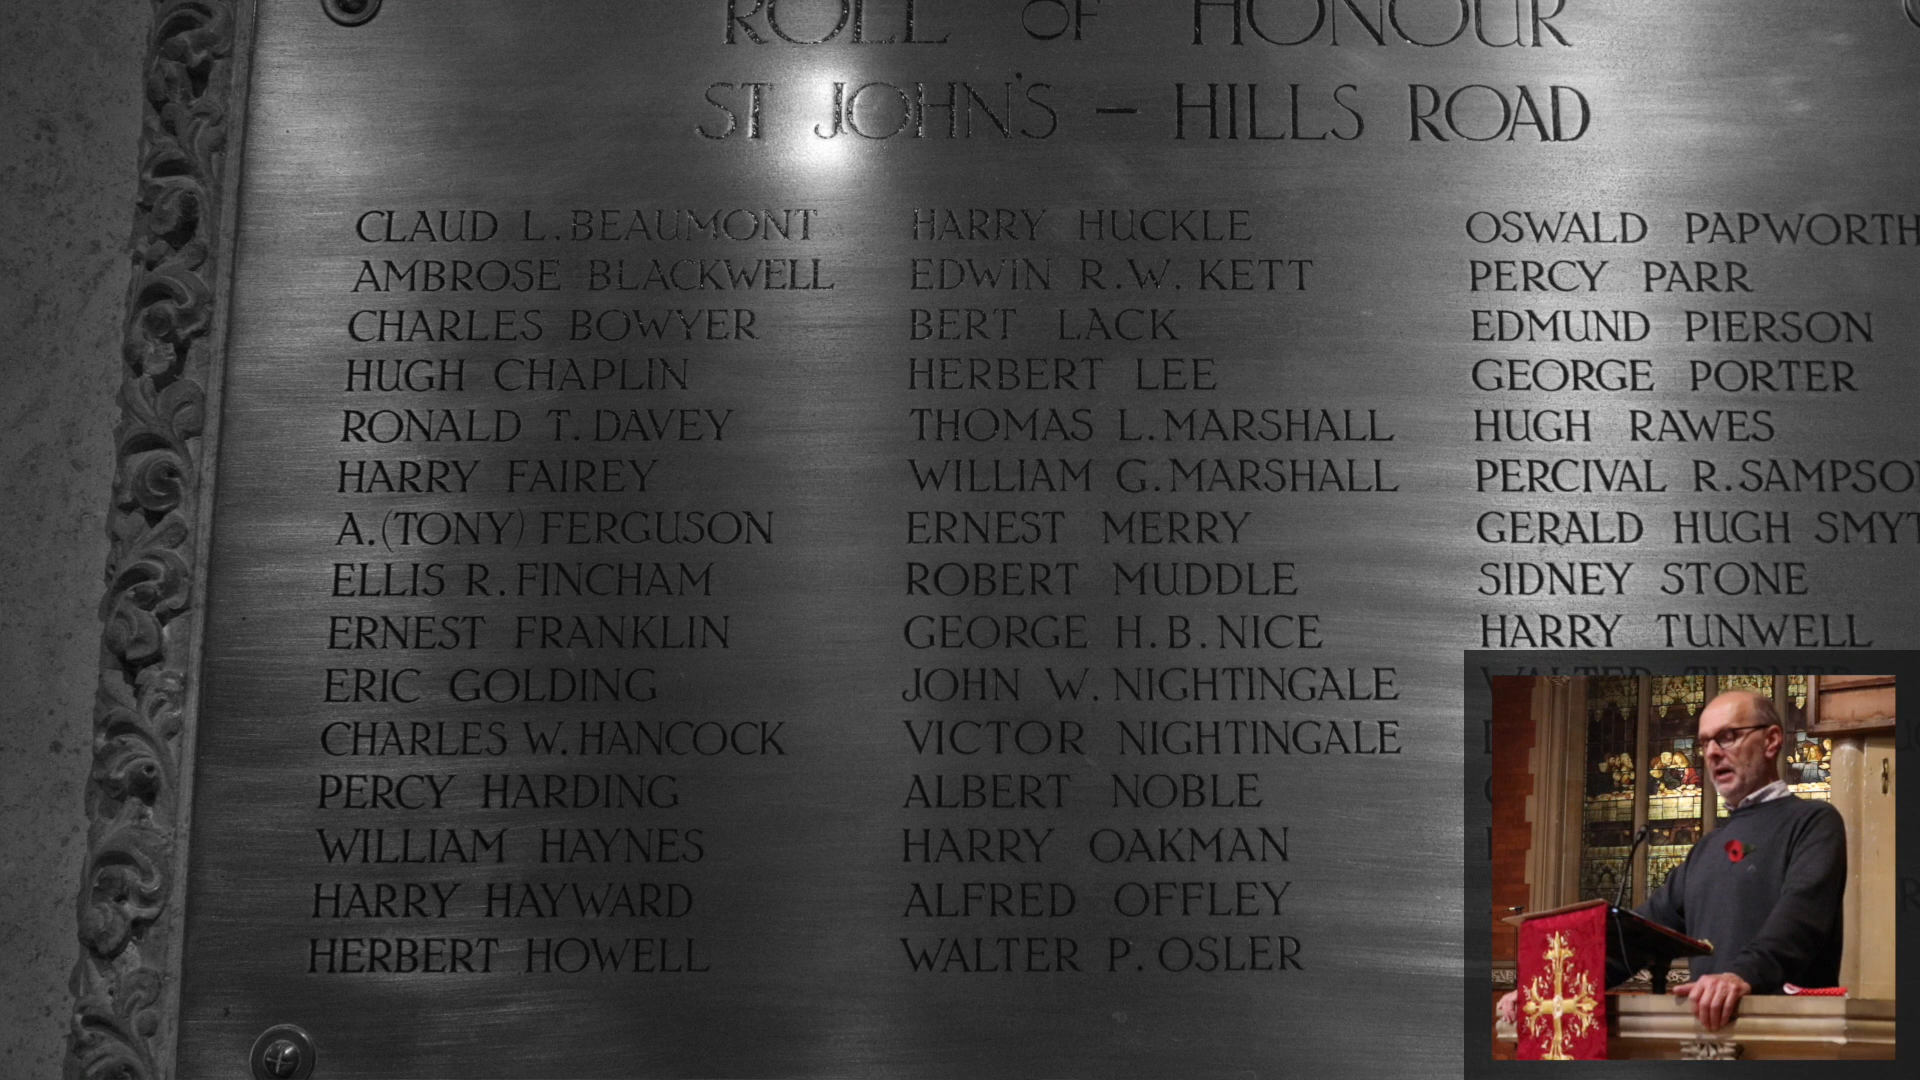 ROLL OF HONOUR
ST JOHN'S – HILLS ROAD
CLAUD L. BEAUMONT
AMBROSE BLACKWELL
CHARLES BOWYER
HUGH CHAPLIN
RONALD T. DAVEY
HARRY FAIREY
A. (TONY) FERGUSON
ELLIS R. FINCHAM
ERNEST FRANKLIN
ERIC GOLDING
CHARLES W. HANCOCK
PERCY HARDING
WILLIAM HAYNES
HARRY HAYWARD
HERBERT HOWELL
HARRY HUCKLE
EDWIN R. W. KETT
BERT LACK
HERBERT LEE
THOMAS L. MARSHALL
WILLIAM G. MARSHALL
ERNEST MERRY
ROBERT MUDDLE
GEORGE H. B. NICE
JOHN W. NIGHTINGALE
VICTOR NIGHTINGALE
ALBERT NOBLE
HARRY OAKMAN
ALFRED OFFLEY
WALTER P. OSLER
OSWALD PAPWORTH
PERCY PARR
EDMUND PIERSON
GEORGE PORTER
HUGH RAWES
PERCIVAL R. SAMPSO
GERALD HUGH SMYT
SIDNEY STONE
HARRY TUNWELL
WALTER TURNER